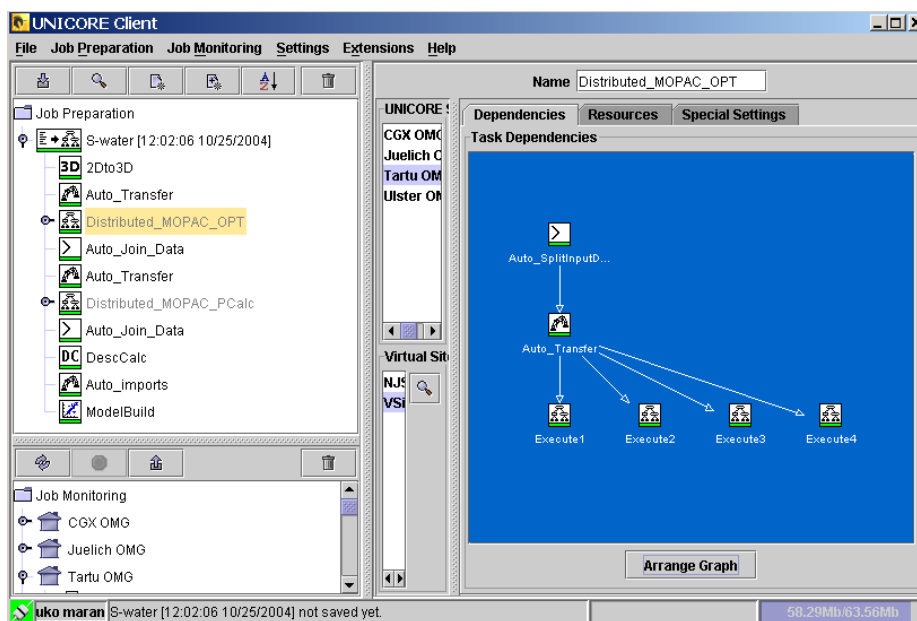 UNICORE Client
File Job Preparation Job Monitoring Settings Extensions Help
Name Distributed_MOPAC_OPT
Job Preparation
S-water [12:02:06 10/25/2004]
3D 2Dto3D
Auto_Transfer
Distributed_MOPAC_OPT
Auto_Join_Data
Auto_Transfer
Distributed_MOPAC_PCalc
Auto_Join_Data
DC DescCalc
Auto_imports
ModelBuild
Job Monitoring
CGX OMG
Juelich OMG
Tartu OMG
UNICORE
CGX OMG
Juelich O
Tartu OM
Ulster OM
Virtual Sit
NJS
VSi
Dependencies Resources Special Settings
Task Dependencies
Auto_SplitInputD...
Auto_Transfer
Execute1 Execute2 Execute3 Execute4
Arrange Graph
uko maran S-water [12:02:06 10/25/2004] not saved yet.
58.29Mb/63.56Mb